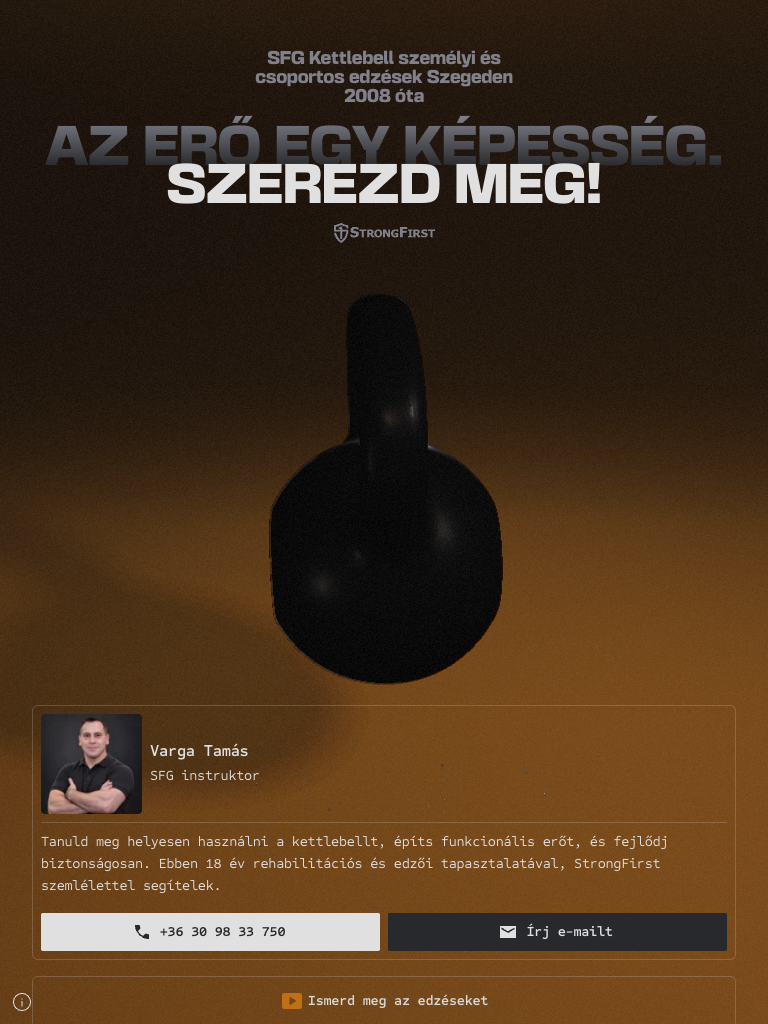 SFG Kettlebell személyi és
csoportos edzések Szegeden
2008 óta
AZ ERŐ EGY KÉPESSÉG.
SZEREZD MEG!
STRONGFIRST
Varga Tamás
SFG instruktor
Tanuld meg helyesen használni a kettlebellt, építs funkcionális erőt, és fejlődj
biztonságosan. Ebben 18 év rehabilitációs és edzői tapasztalatával, StrongFirst
szemlélettel segítelek.
+36 30 98 33 750
Írj e-mailt
Ismerd meg az edzéseket